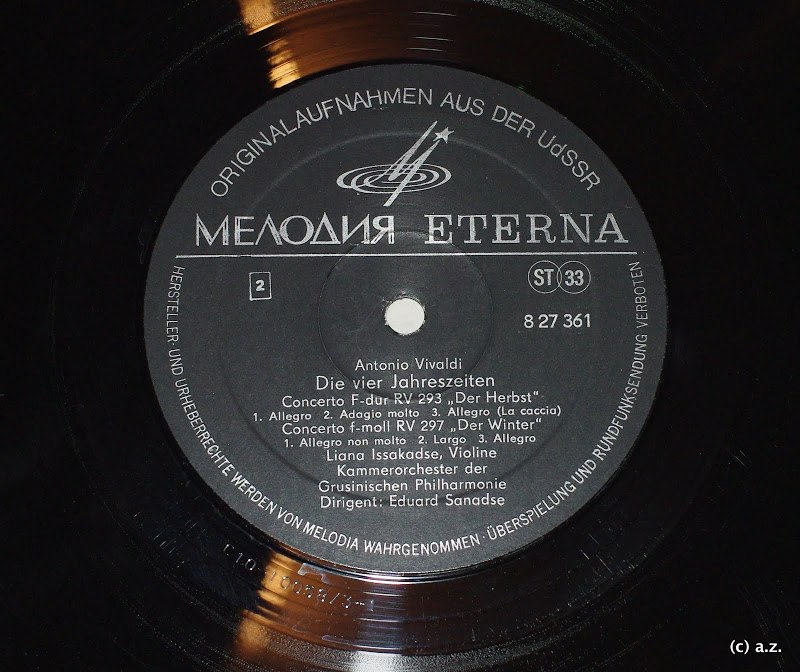 ORIGINALAUFNAHMEN AUS DER UdSSR
МЕЛОДИЯ ETERNA
2
ST 33
8 27 361
Antonio Vivaldi
Die vier Jahreszeiten
Concerto F-dur RV 293 „Der Herbst“
1. Allegro 2. Adagio molto 3. Allegro (La caccia)
Concerto f-moll RV 297 „Der Winter“
1. Allegro non molto 2. Largo 3. Allegro
Liana Issakadse, Violine
Kammerorchester der
Grusinischen Philharmonie
Dirigent: Eduard Sanadse
HERSTELLER- UND URHEBERRECHTE WERDEN VON MELODIA WAHRGENOMMEN · ÜBERSPIELUNG UND RUNDFUNKSENDUNG VERBOTEN
(c) a.z.